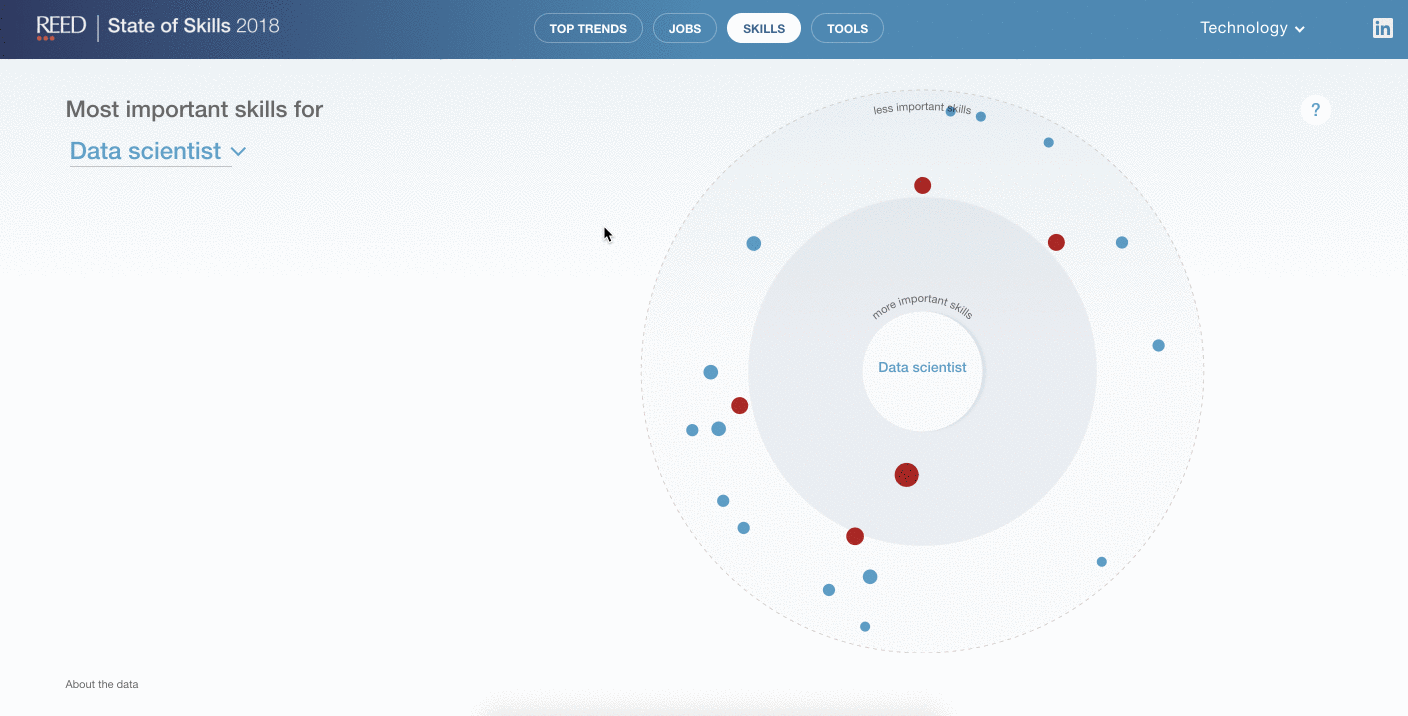 REED State of Skills 2018
TOP TRENDS
JOBS
SKILLS
TOOLS
Technology
in
Most important skills for
Data scientist
?
less important skills
more important skills
Data scientist
About the data